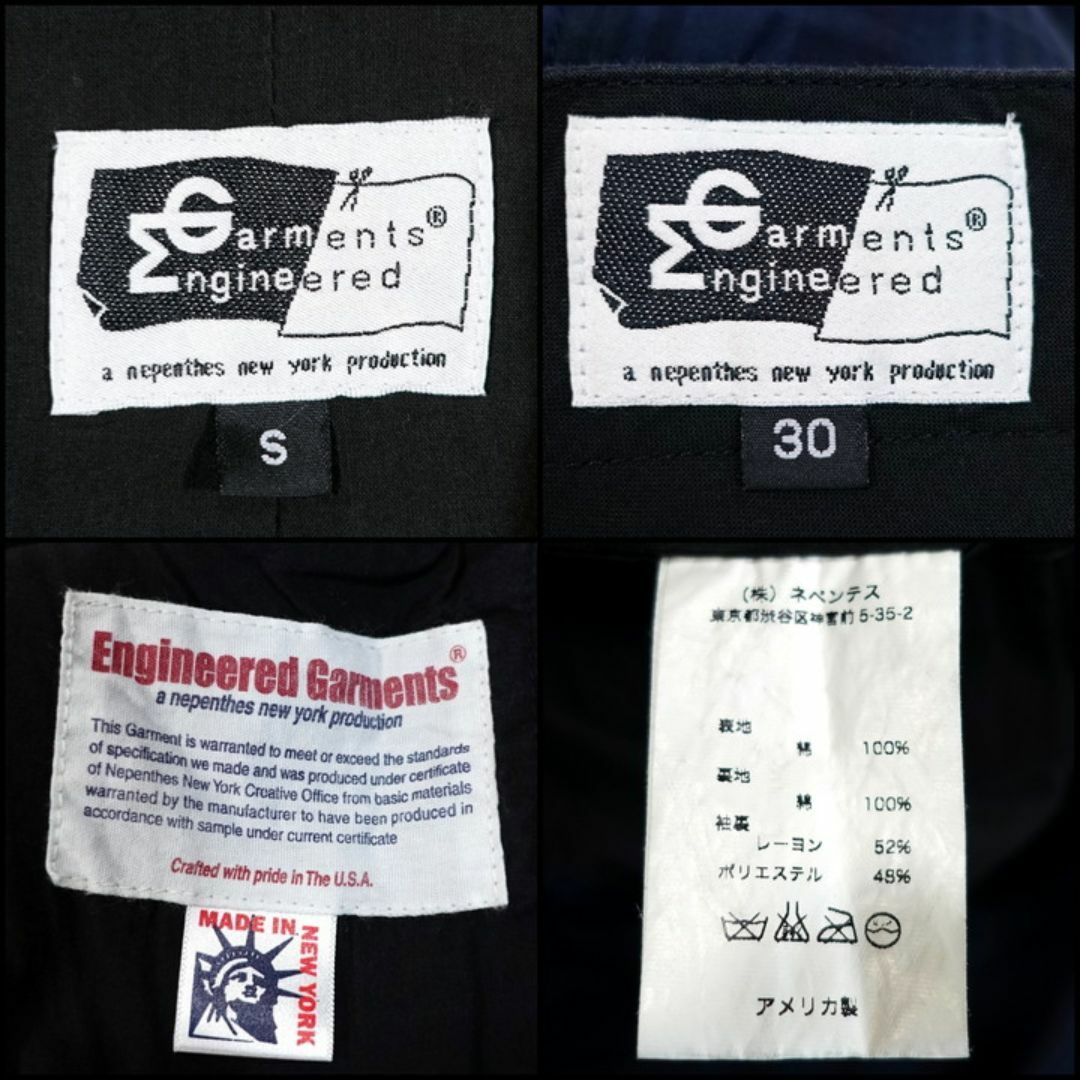 Garments®
Engineered
a nepenthes new york production
S
Garments®
Engineered
a nepenthes new york production
30
Engineered Garments®
a nepenthes new york production
This Garment is warranted to meet or exceed the standards
of specification we made and was produced under certificate
of Nepenthes New York Creative Office from basic materials
warranted by the manufacturer to have been produced in
accordance with sample under current certificate
Crafted with pride in The U.S.A.
MADE IN
NEW YORK
(株) ネペンテス
東京都渋谷区神宮前 5-35-2
表地
綿 100%
裏地
綿 100%
袖裏
レーヨン 52%
ポリエステル 48%
アメリカ製